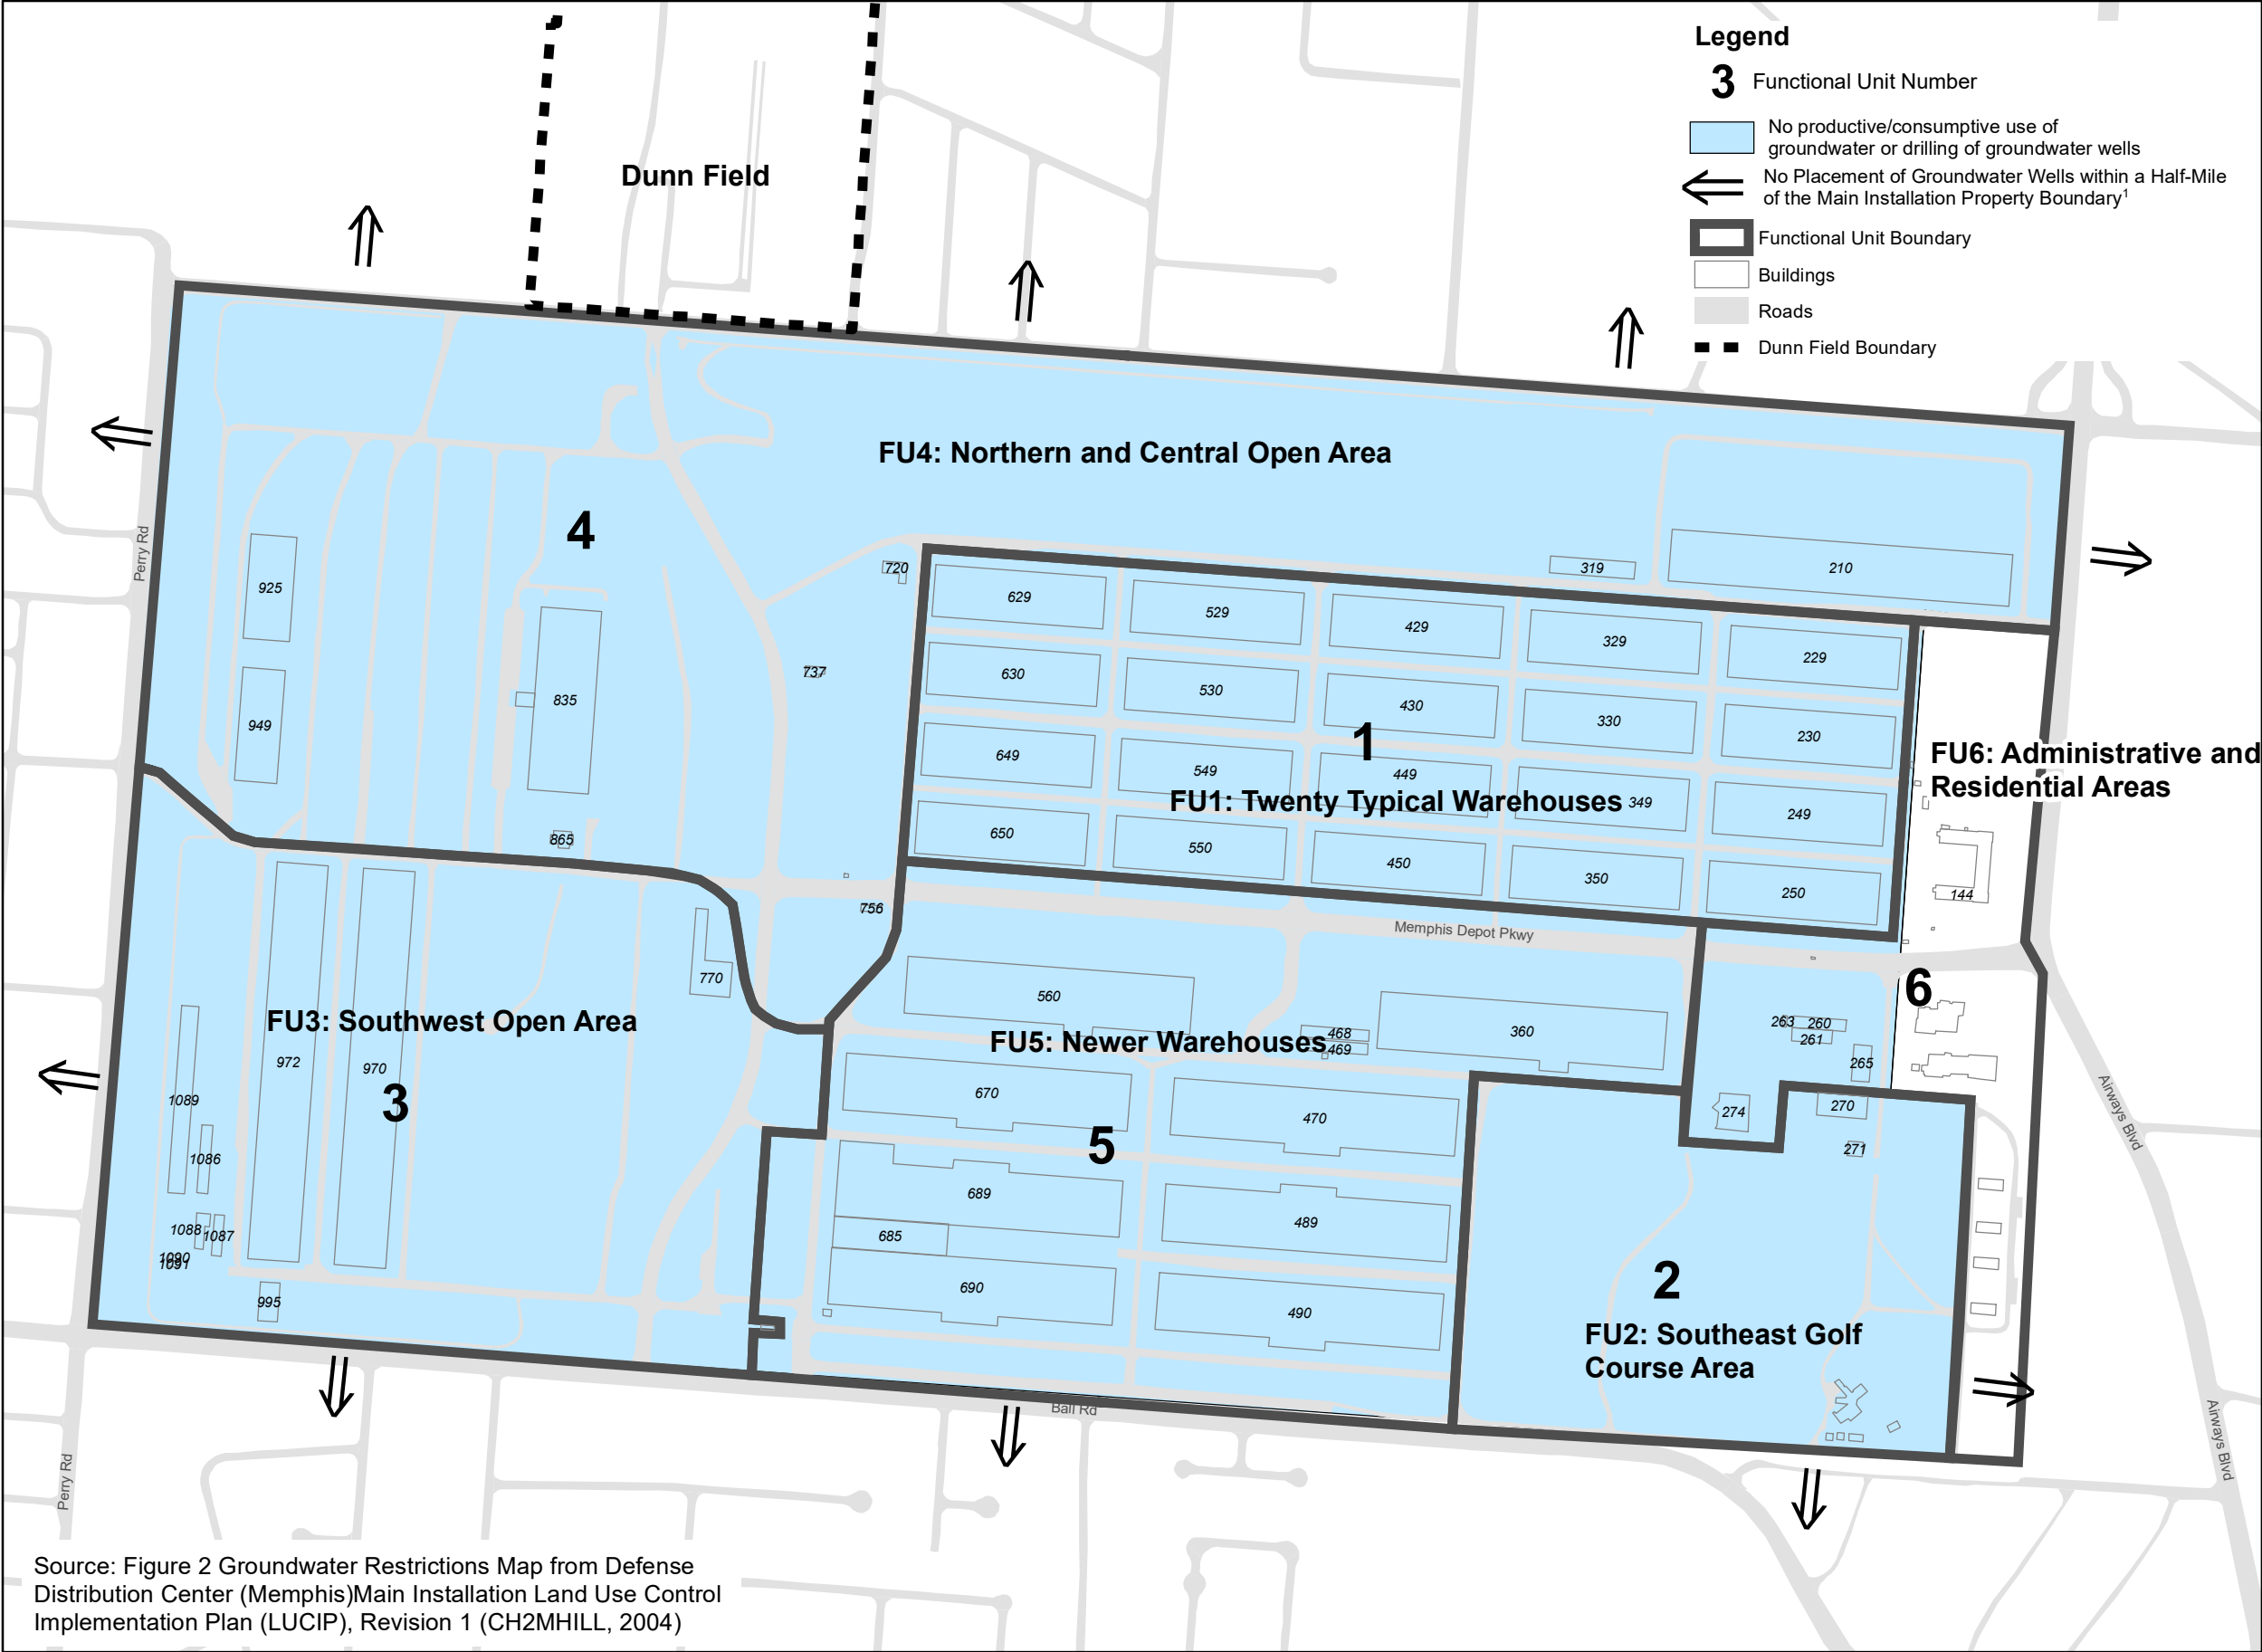 Legend
3 Functional Unit Number
No productive/consumptive use of
groundwater or drilling of groundwater wells
No Placement of Groundwater Wells within a Half-Mile
of the Main Installation Property Boundary1
Functional Unit Boundary
Buildings
Roads
Dunn Field Boundary
Dunn Field
FU4: Northern and Central Open Area
4
Perry Rd
925
949
835
865
720
737
756
319
210
629
529
429
329
229
630
530
430
330
230
1
649
549
449
349
249
FU1: Twenty Typical Warehouses
650
550
450
350
250
FU6: Administrative and
Residential Areas
144
6
Memphis Depot Pkwy
770
FU3: Southwest Open Area
972
970
3
1089
1086
1088
1087
1090
1091
995
560
FU5: Newer Warehouses
468
469
360
670
470
5
689
489
685
690
490
263
260
261
265
274
270
271
2
FU2: Southeast Golf
Course Area
Airways Blvd
Airways Blvd
Ball Rd
Perry Rd
Source: Figure 2 Groundwater Restrictions Map from Defense
Distribution Center (Memphis)Main Installation Land Use Control
Implementation Plan (LUCIP), Revision 1 (CH2MHILL, 2004)